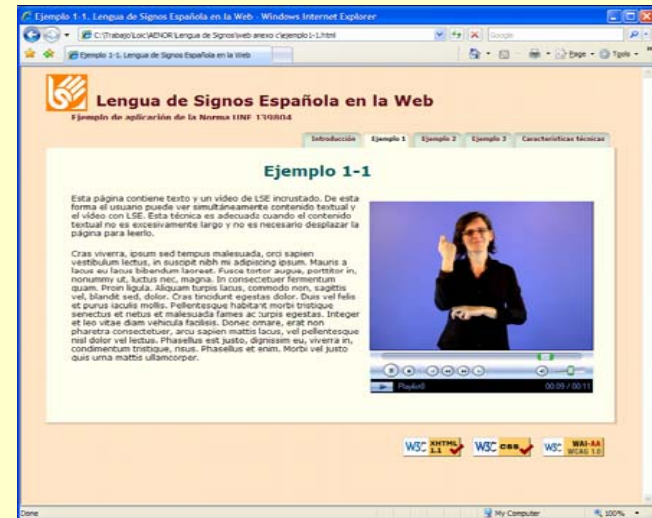 Ejemplo 1-1. Lengua de Signos Española en la Web - Windows Internet Explorer
C:\Trabajo\Loic\AENOR\Lengua de Signos\web anexo c\ejemplo1-1.html
Google
Ejemplo 1-1. Lengua de Signos Española en la Web
Page
Tools
Lengua de Signos Española en la Web
Ejemplo de aplicación de la Norma UNE 139804
Introducción Ejemplo 1 Ejemplo 2 Ejemplo 3 Características técnicas
Ejemplo 1-1
Esta página contiene texto y un vídeo de LSE incrustado. De esta
forma el usuario puede ver simultáneamente contenido textual y
el vídeo con LSE. Esta técnica es adecuada cuando el contenido
textual no es excesivamente largo y no es necesario desplazar la
página para leerlo.
Cras viverra, ipsum sed tempus malesuada, orci sapien
vestibulum lectus, in suscipit nibh mi adipiscing ipsum. Mauris a
lacus eu lacus bibendum laoreet. Fusce tortor augue, porttitor in,
nonummy ut, luctus nec, magna. In consectetuer fermentum
quam. Proin ligula. Aliquam turpis lacus, commodo non, sagittis
vel, blandit sed, dolor. Cras tincidunt egestas dolor. Duis vel felis
et purus iaculis mollis. Pellentesque habitant morbi tristique
senectus et netus et malesuada fames ac turpis egestas. Integer
et leo vitae diam vehicula facilisis. Donec ornare, erat non
pharetra consectetuer, arcu sapien mattis lacus, vel pellentesque
nisl dolor vel lectus. Phasellus est justo, dignissim eu, viverra in,
condimentum tristique, risus. Phasellus et enim. Morbi vel justo
quis urna mattis ullamcorper.
Playlist0 00:09 / 00:11
W3C XHTML 1.1
W3C CSS
W3C WAI-AA WCAG 1.0
Done My Computer 100%